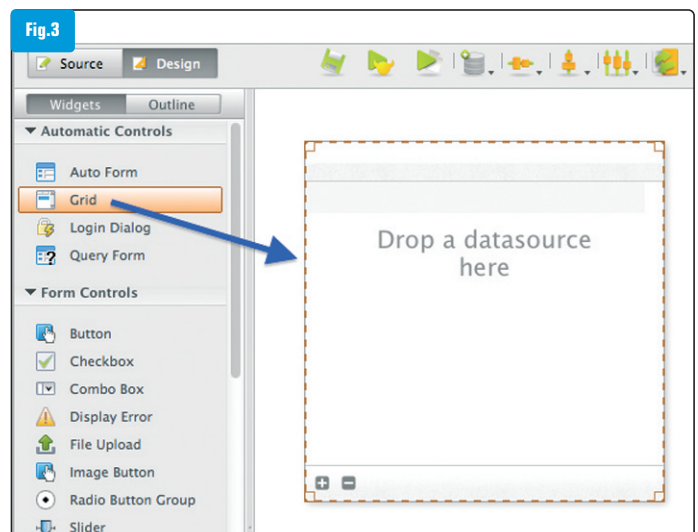 Fig.3
Source Design
Widgets Outline
Automatic Controls
Auto Form
Grid
Login Dialog
Query Form
Form Controls
Button
Checkbox
Combo Box
Display Error
File Upload
Image Button
Radio Button Group
Slider
Drop a datasource
here